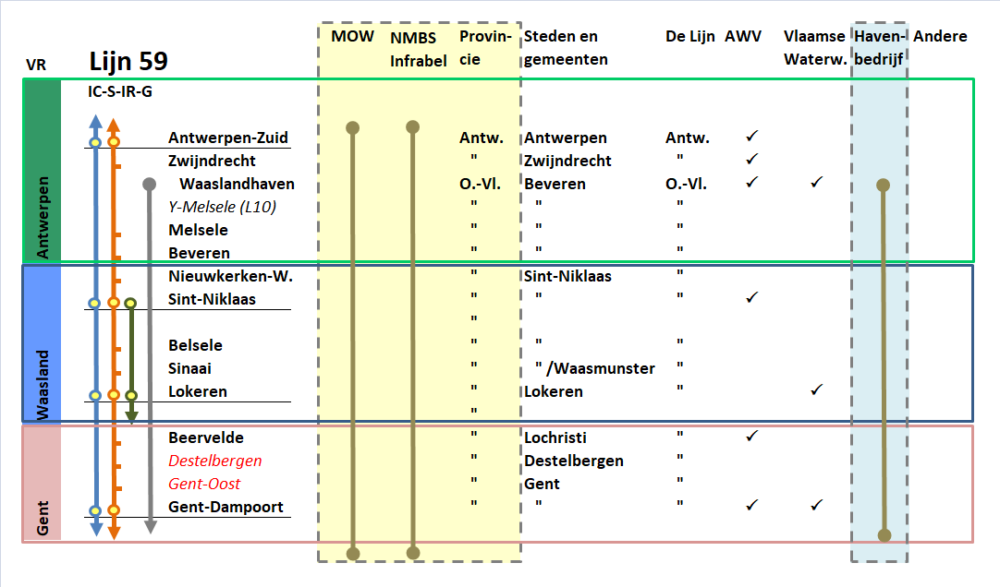 VR Lijn 59 MOW NMBS Infrabel Provin-cie Steden en gemeenten De Lijn AWV Vlaamse Waterw. Haven-bedrijf Andere
IC-S-IR-G
Antwerpen
Antwerpen-Zuid Antw. Antwerpen Antw. ✓
Zwijndrecht " Zwijndrecht " ✓
Waaslandhaven O.-Vl. Beveren O.-Vl. ✓ ✓
Y-Melsele (L10) " " "
Melsele " " "
Beveren " " "
Waasland
Nieuwkerken-W. " Sint-Niklaas "
Sint-Niklaas " " " ✓
"
Belsele " " "
Sinaai " " /Waasmunster "
Lokeren " Lokeren " ✓
"
Gent
Beervelde " Lochristi " ✓
Destelbergen " Destelbergen "
Gent-Oost " Gent "
Gent-Dampoort " " " ✓ ✓